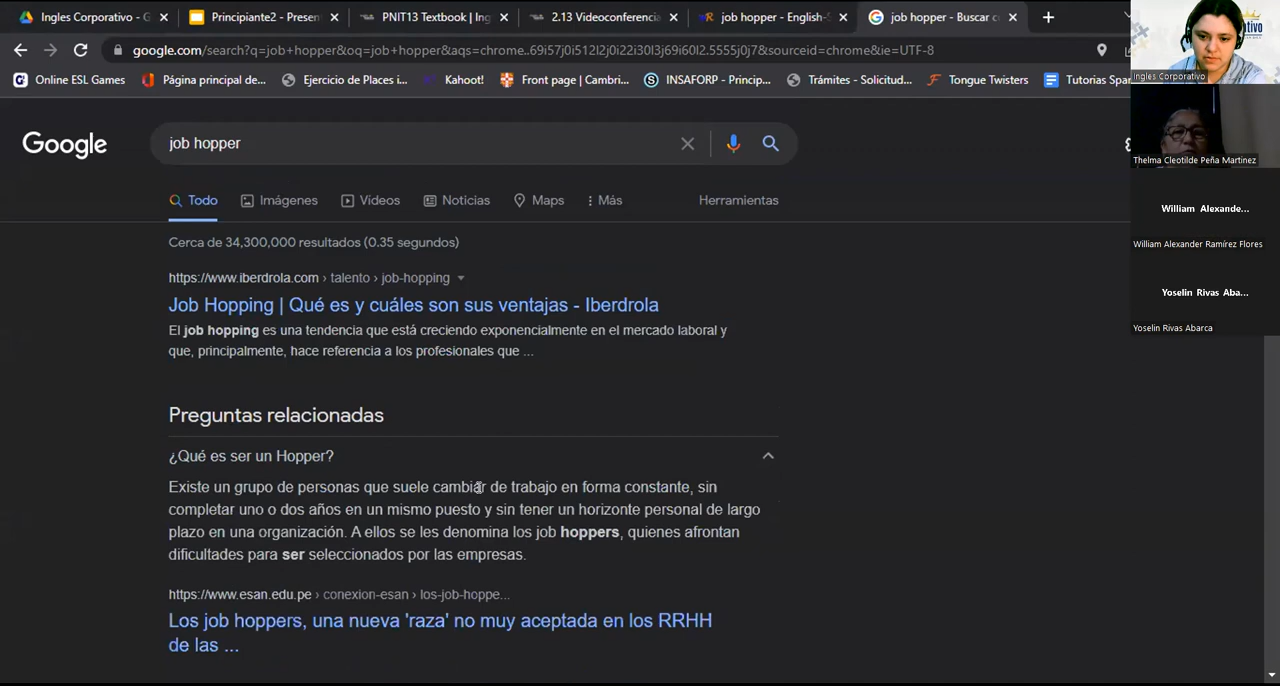 Ingles Corporativo - G
Principiante2 - Presen
PNIT13 Textbook | Ing
2.13 Videoconferencia
job hopper - English-S
job hopper - Buscar c
google.com/search?q=job+hopper&oq=job+hopper&aqs=chrome..69i57j0i512l2j0i22i30l3j69i60l2.5555j0j7&sourceid=chrome&ie=UTF-8
Online ESL Games
Página principal de...
Ejercicio de Places i...
Kahoot!
Front page | Cambri...
INSAFORP - Princip...
Trámites - Solicitud...
Tongue Twisters
Tutorias Span
Ingles Corporativo
Google
job hopper
Thelma Cleotilde Peña Martinez
Todo
Imágenes
Videos
Noticias
Maps
Más
Herramientas
William Alexande...
William Alexander Ramírez Flores
Cerca de 34,300,000 resultados (0.35 segundos)
https://www.iberdrola.com › talento › job-hopping
Job Hopping | Qué es y cuáles son sus ventajas - Iberdrola
El job hopping es una tendencia que está creciendo exponencialmente en el mercado laboral y
que, principalmente, hace referencia a los profesionales que ...
Yoselin Rivas Aba...
Yoselin Rivas Abarca
Preguntas relacionadas
¿Qué es ser un Hopper?
Existe un grupo de personas que suele cambiar de trabajo en forma constante, sin
completar uno o dos años en un mismo puesto y sin tener un horizonte personal de largo
plazo en una organización. A ellos se les denomina los job hoppers, quienes afrontan
dificultades para ser seleccionados por las empresas.
https://www.esan.edu.pe › conexion-esan › los-job-hoppe...
Los job hoppers, una nueva 'raza' no muy aceptada en los RRHH
de las ...